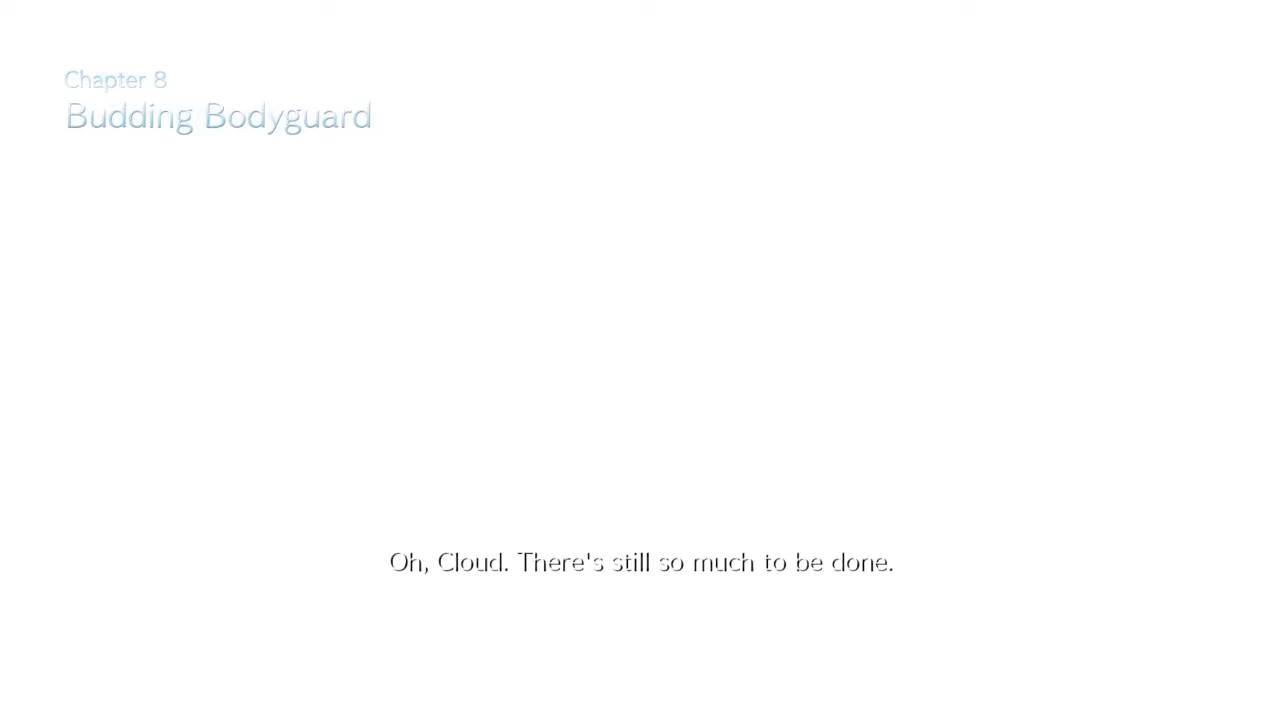 Chapter 8
Budding Bodyguard
Oh, Cloud. There's still so much to be done.